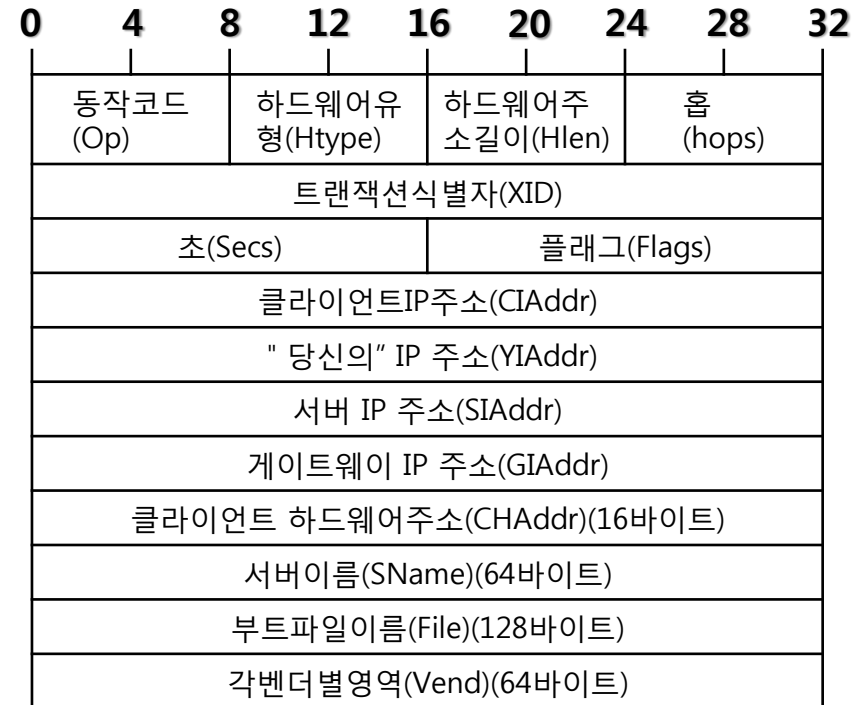 0 4 8 12 16 20 24 28 32
동작코드
(Op)
하드웨어유
형(Htype)
하드웨어주
소길이(Hlen)
홉
(hops)
트랜잭션식별자(XID)
초(Secs)
플래그(Flags)
클라이언트IP주소(CIAddr)
" 당신의" IP 주소(YIAddr)
서버 IP 주소(SIAddr)
게이트웨이 IP 주소(GIAddr)
클라이언트 하드웨어주소(CHAddr)(16바이트)
서버이름(SName)(64바이트)
부트파일이름(File)(128바이트)
각벤더별영역(Vend)(64바이트)